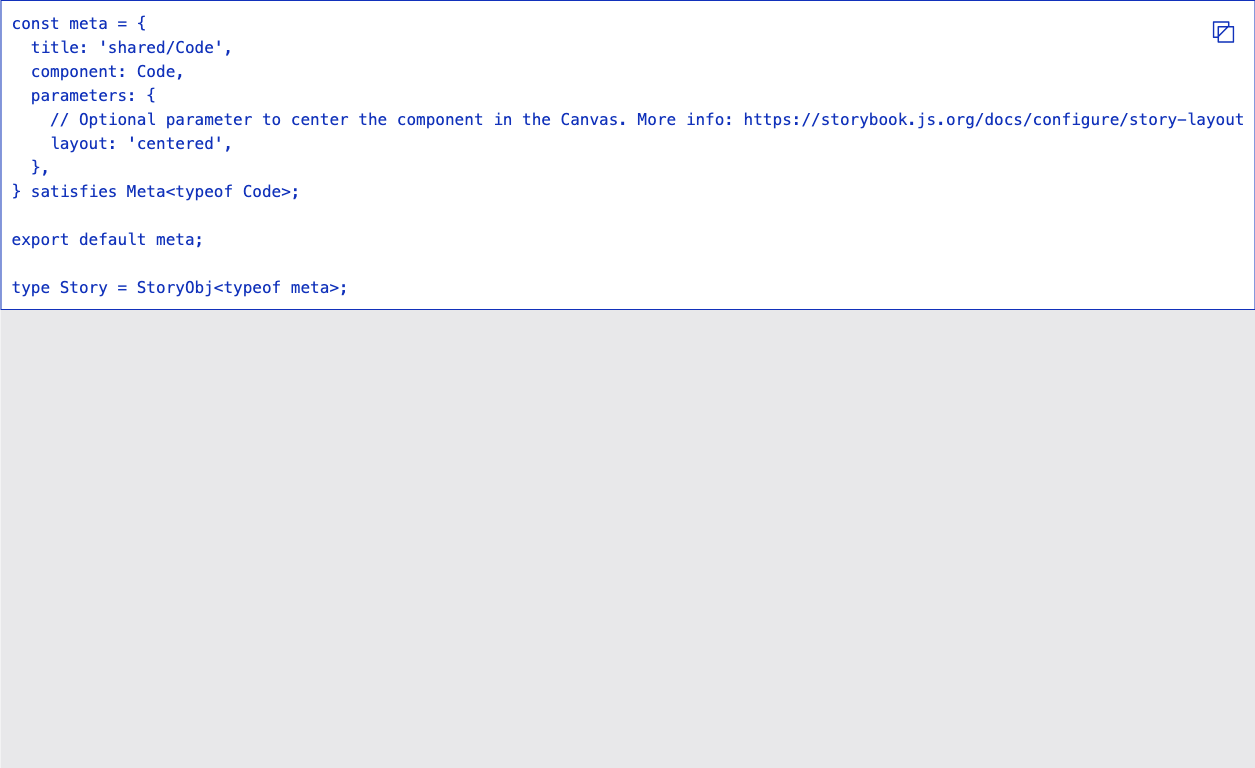 const meta = {
  title: 'shared/Code',
  component: Code,
  parameters: {
    // Optional parameter to center the component in the Canvas. More info: https://storybook.js.org/docs/configure/story-layout
    layout: 'centered',
  },
} satisfies Meta<typeof Code>;

export default meta;

type Story = StoryObj<typeof meta>;